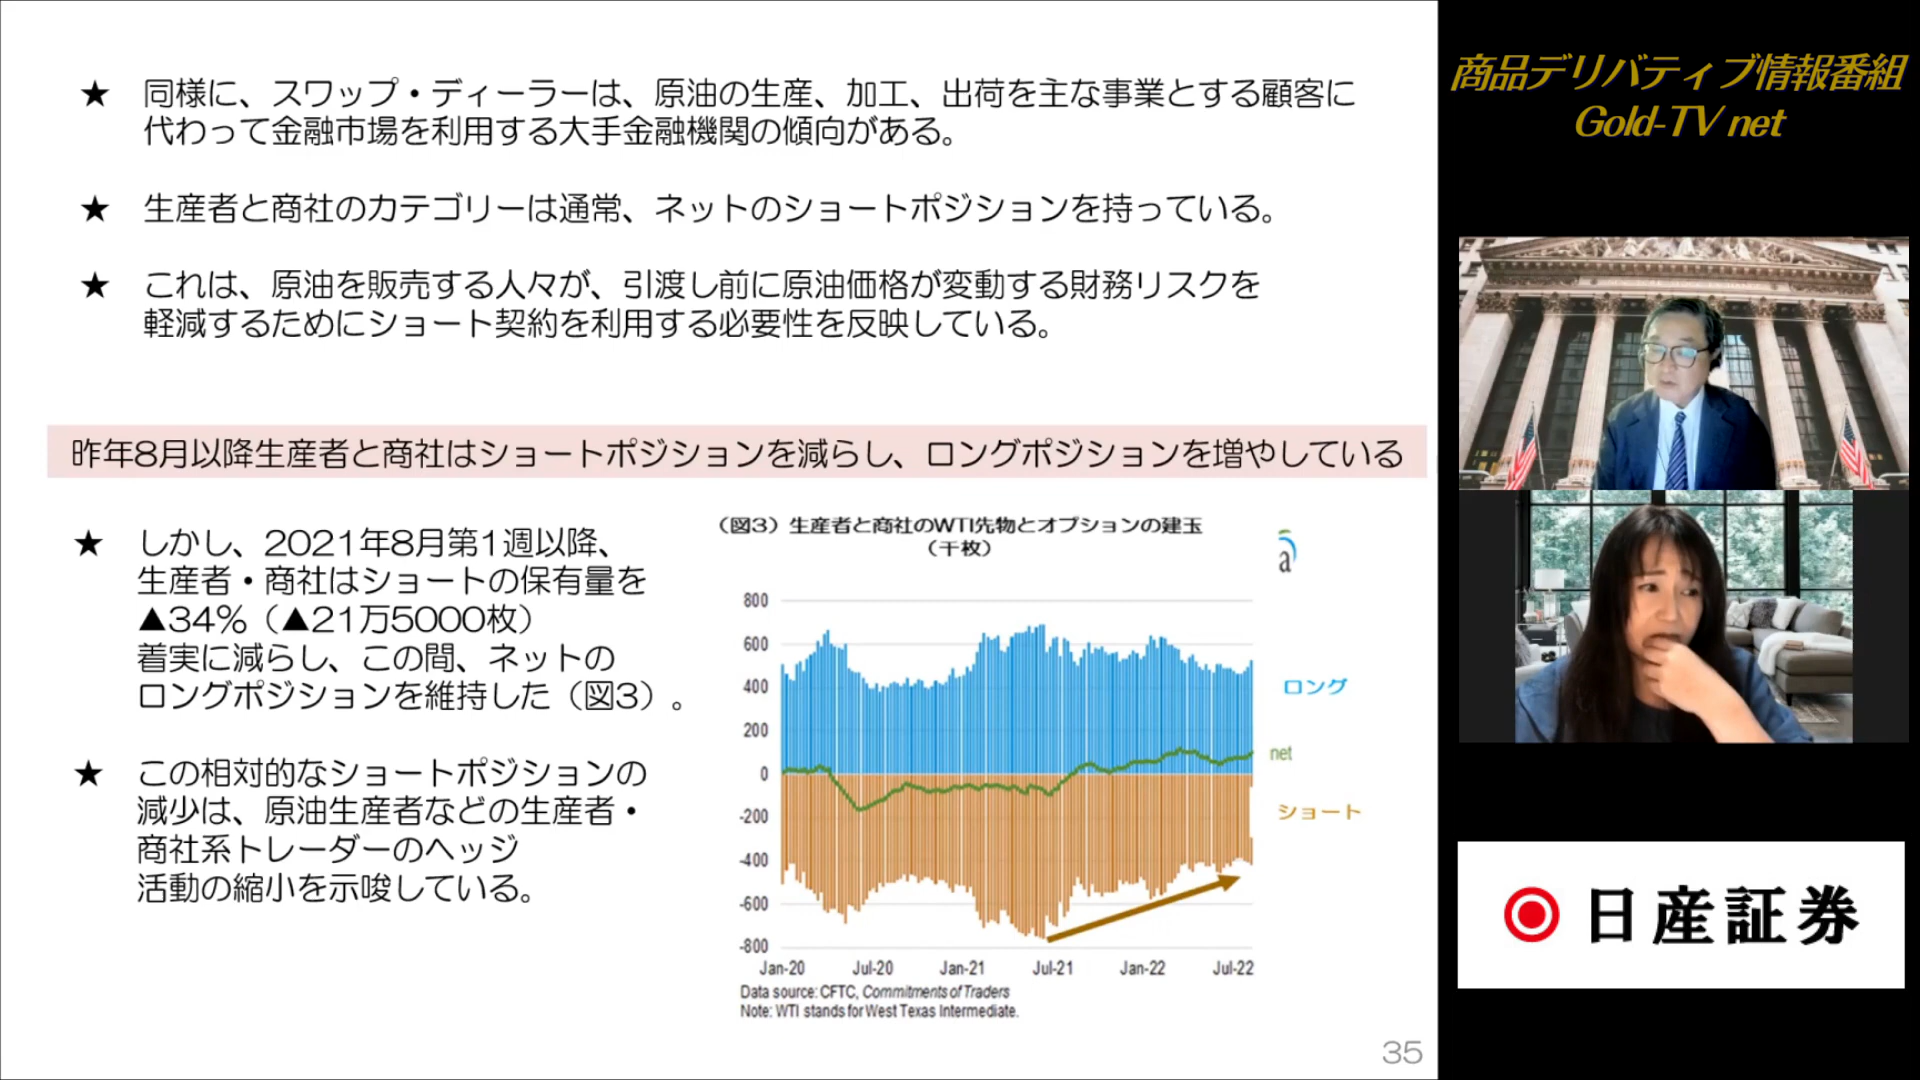 ★ 同様に、スワップ・ディーラーは、原油の生産、加工、出荷を主な事業とする顧客に
代わって金融市場を利用する大手金融機関の傾向がある。
★ 生産者と商社のカテゴリーは通常、ネットのショートポジションを持っている。
★ これは、原油を販売する人々が、引渡し前に原油価格が変動する財務リスクを
軽減するためにショート契約を利用する必要性を反映している。
昨年8月以降生産者と商社はショートポジションを減らし、ロングポジションを増やしている
★ しかし、2021年8月第1週以降、
生産者・商社はショートの保有量を
▲34%（▲21万5000枚）
着実に減らし、この間、ネットの
ロングポジションを維持した（図3）。
★ この相対的なショートポジションの
減少は、原油生産者などの生産者・
商社系トレーダーのヘッジ
活動の縮小を示唆している。
（図3）生産者と商社のWTI先物とオプションの建玉
（千枚）
a
800
600
400
200
0
-200
-400
-600
-800
ロング
net
ショート
Jan-20 Jul-20 Jan-21 Jul-21 Jan-22 Jul-22
Data source: CFTC, Commitments of Traders
Note: WTI stands for West Texas Intermediate.
35
商品デリバティブ情報番組
Gold-TV net
日産証券